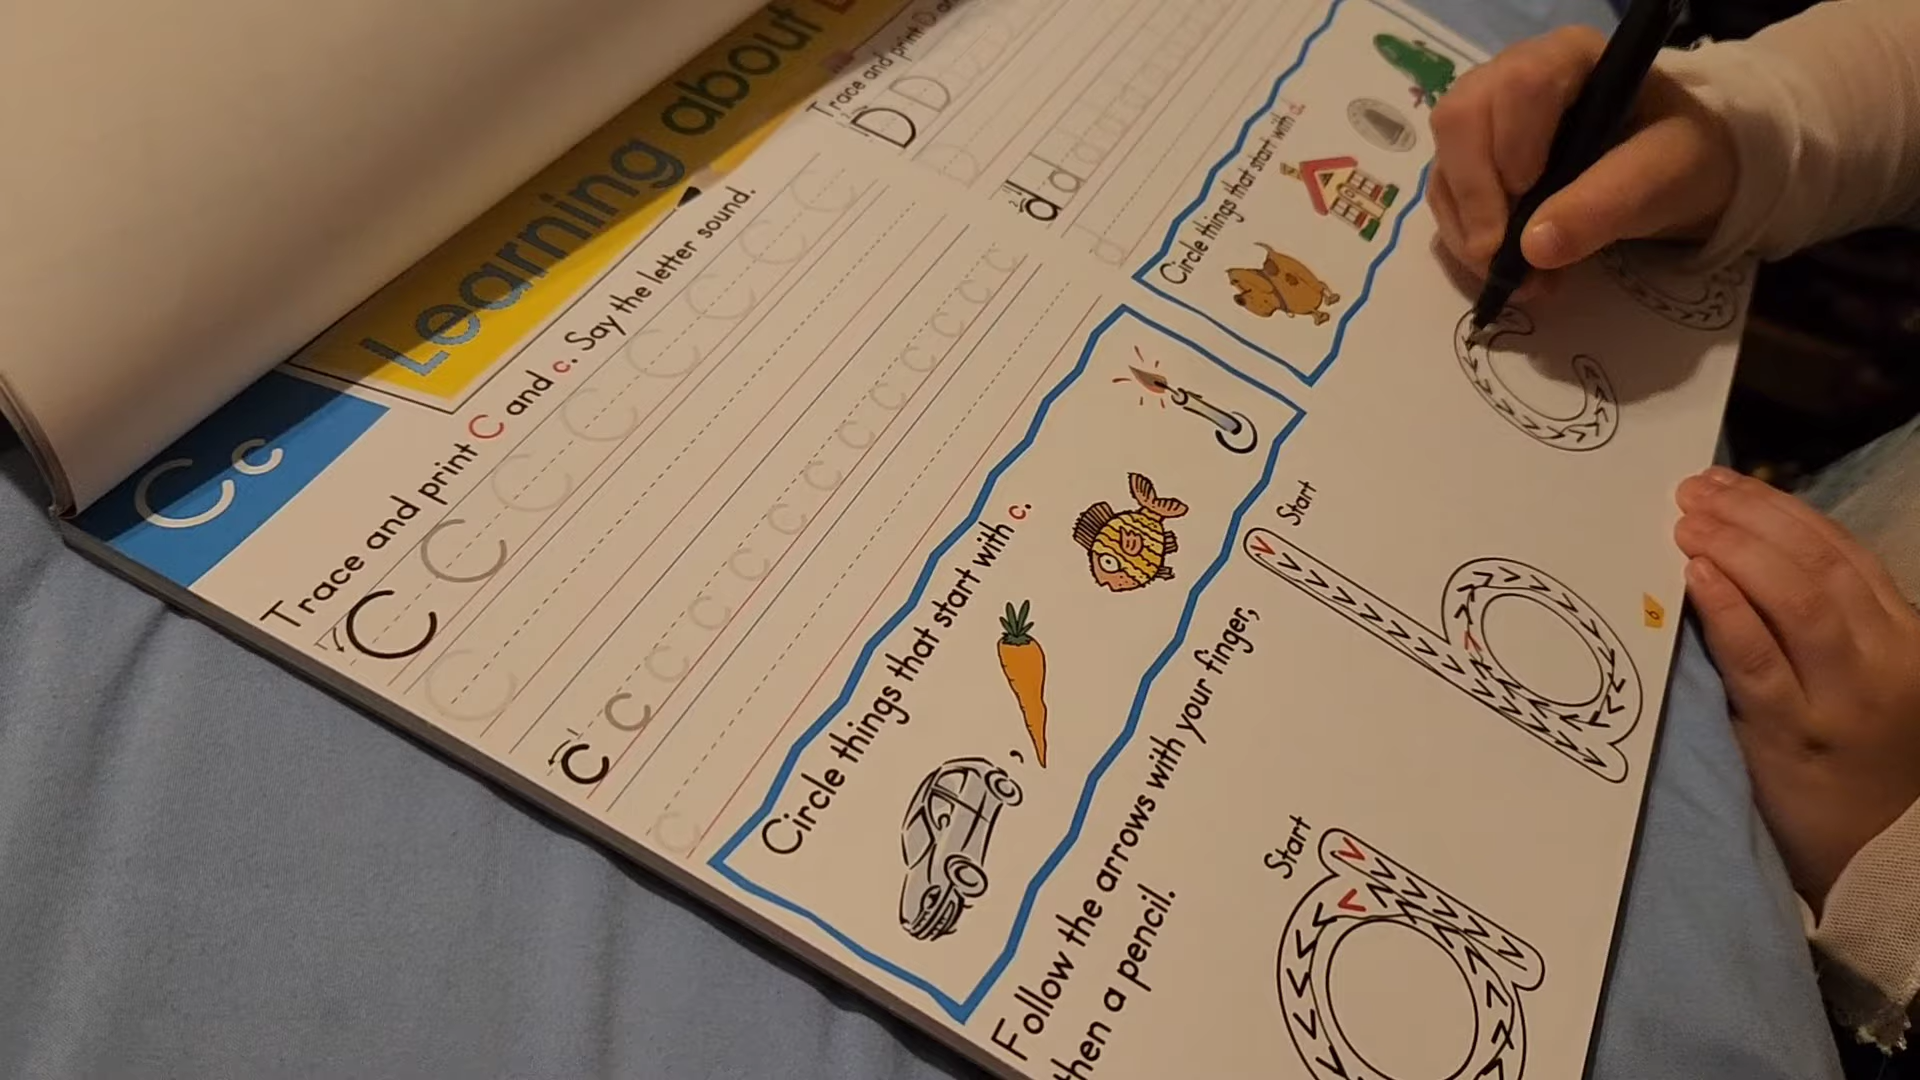 Learning about
Cc
Trace and print C and c. Say the letter sound.
C C C C C C C C C
C
c c c c c c c c c c c c
c
Circle things that start with c.
Follow the arrows with your finger,
then a pencil.
Start
Start
Trace and print D
D D
D
d d d d
d
Circle things that start with d.